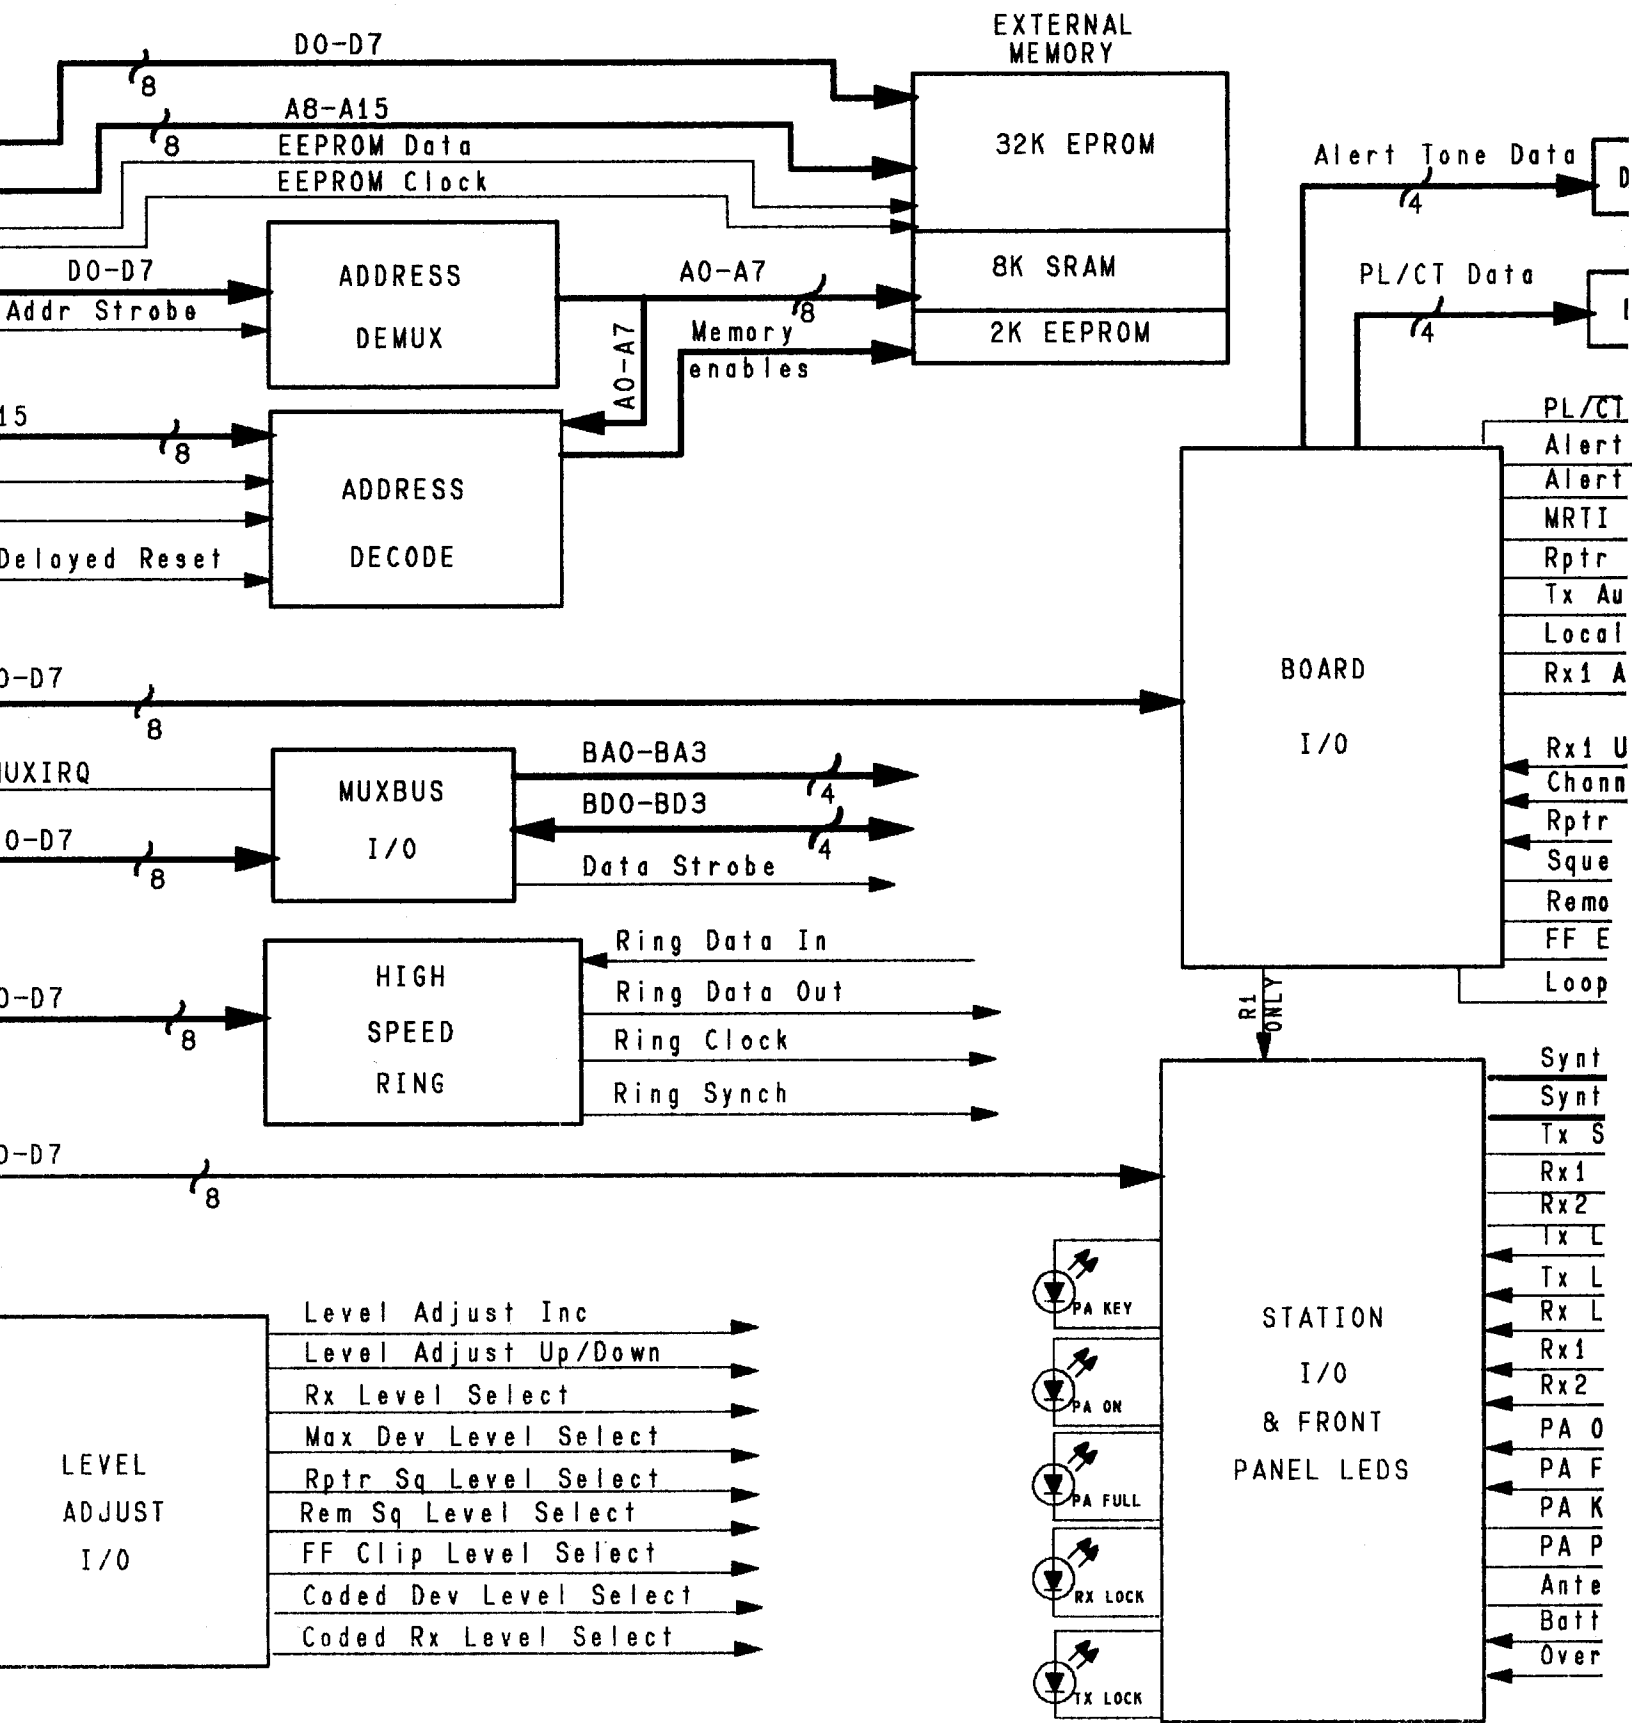 EXTERNAL
MEMORY
D0-D7
8
A8-A15
8
EEPROM Data
EEPROM Clock
32K EPROM
8K SRAM
2K EEPROM
D0-D7
Addr Strobe
ADDRESS
DEMUX
A0-A7
8
A0-A7
Memory
enables
15
8
ADDRESS
DECODE
Delayed Reset
Alert Tone Data
4
D
PL/CT Data
4
PL/CT
Alert
Alert
MRTI
Rptr
Tx Au
Local
Rx1 A
BOARD
I/O
Rx1 U
Chann
Rptr
Sque
Remo
FF E
Loop
0-D7
8
MUXIRQ
0-D7
8
MUXBUS
I/O
BA0-BA3
4
BD0-BD3
4
Data Strobe
0-D7
8
HIGH
SPEED
RING
Ring Data In
Ring Data Out
Ring Clock
Ring Synch
R1
ONLY
0-D7
8
Synt
Synt
Tx S
Rx1
Rx2
Tx L
Tx L
Rx L
Rx1
Rx2
PA O
PA F
PA K
PA P
Ante
Batt
Over
STATION
I/O
& FRONT
PANEL LEDS
PA KEY
PA ON
PA FULL
RX LOCK
TX LOCK
LEVEL
ADJUST
I/O
Level Adjust Inc
Level Adjust Up/Down
Rx Level Select
Max Dev Level Select
Rptr Sq Level Select
Rem Sq Level Select
FF Clip Level Select
Coded Dev Level Select
Coded Rx Level Select